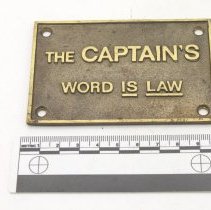 THE CAPTAIN'S
WORD IS LAW